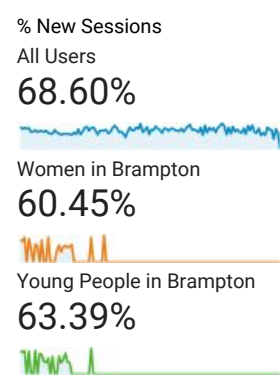 % New Sessions
All Users
68.60%
Women in Brampton
60.45%
Young People in Brampton
63.39%